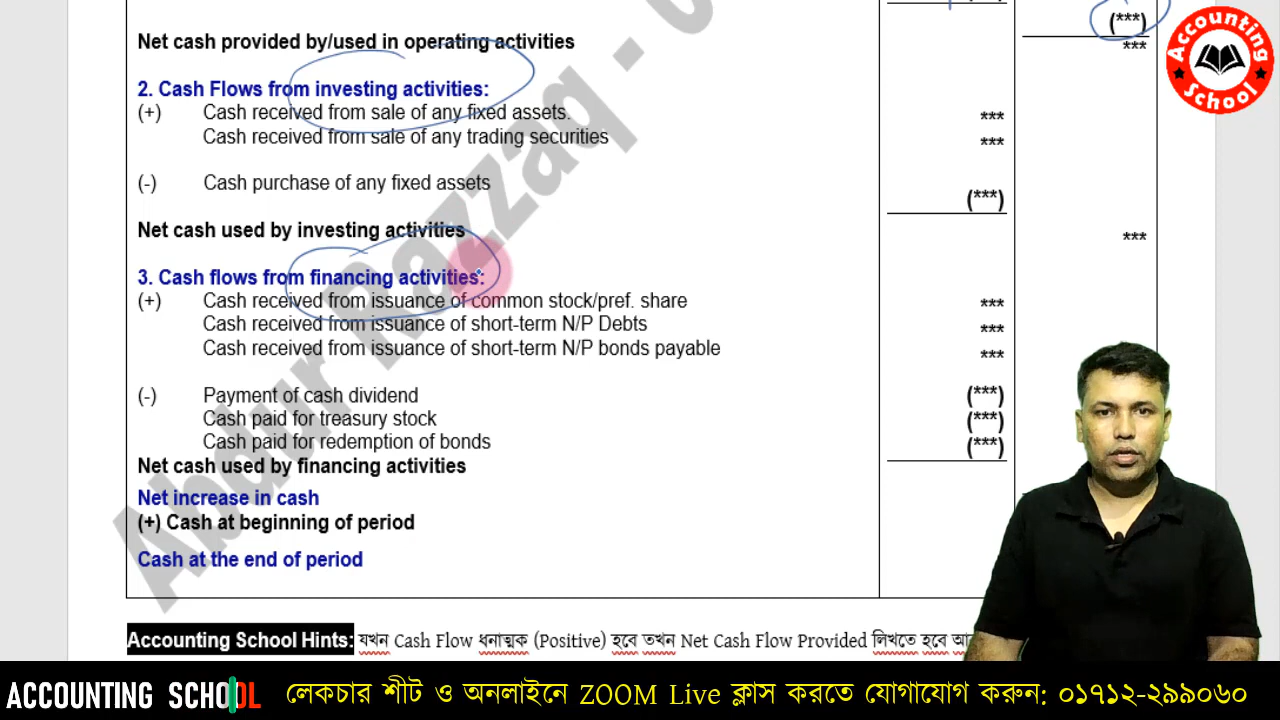 (***)
Net cash provided by/used in operating activities ***
2. Cash Flows from investing activities:
(+) Cash received from sale of any fixed assets. ***
Cash received from sale of any trading securities ***
(-) Cash purchase of any fixed assets (***)
Net cash used by investing activities ***
3. Cash flows from financing activities:
(+) Cash received from issuance of common stock/pref. share ***
Cash received from issuance of short-term N/P Debts ***
Cash received from issuance of short-term N/P bonds payable ***
(-) Payment of cash dividend (***)
Cash paid for treasury stock (***)
Cash paid for redemption of bonds (***)
Net cash used by financing activities
Net increase in cash
(+) Cash at beginning of period
Cash at the end of period
Abdur Razzaq -
Accounting School
Accounting School Hints: যখন Cash Flow ধনাত্মক (Positive) হবে তখন Net Cash Flow Provided লিখতে হবে
ACCOUNTING SCHOOL লেকচার শীট ও অনলাইনে ZOOM Live ক্লাস করতে যোগাযোগ করুন: ০১৭১২-২৯৯০৬০